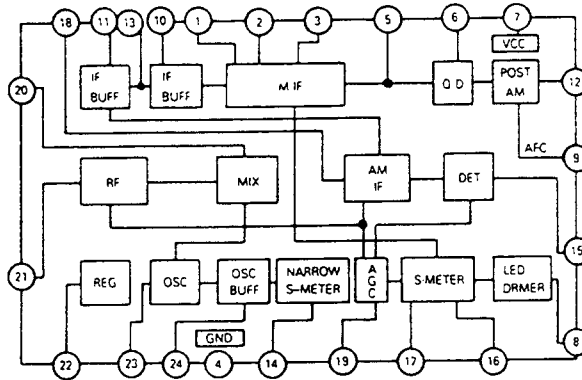 18 11 13 10 1 2 3 5 6 7
VCC
IF
BUFF
IF
BUFF
M IF
Q D
POST
AM
20
12
9
AFC
RF
MIX
AM
IF
DET
15
21
REG
OSC
OSC
BUFF
NARROW
S-METER
AGC
S-METER
LED
DRMER
8
GND
22 23 24 4 14 19 17 16